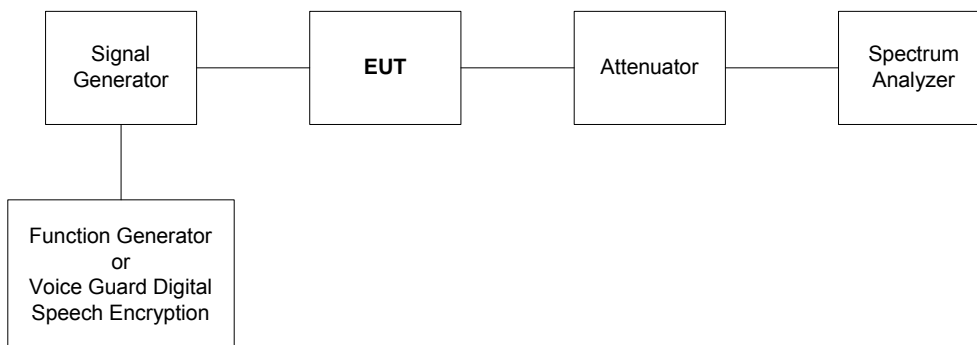 Signal
Generator
EUT
Attenuator
Spectrum
Analyzer
Function Generator
or
Voice Guard Digital
Speech Encryption